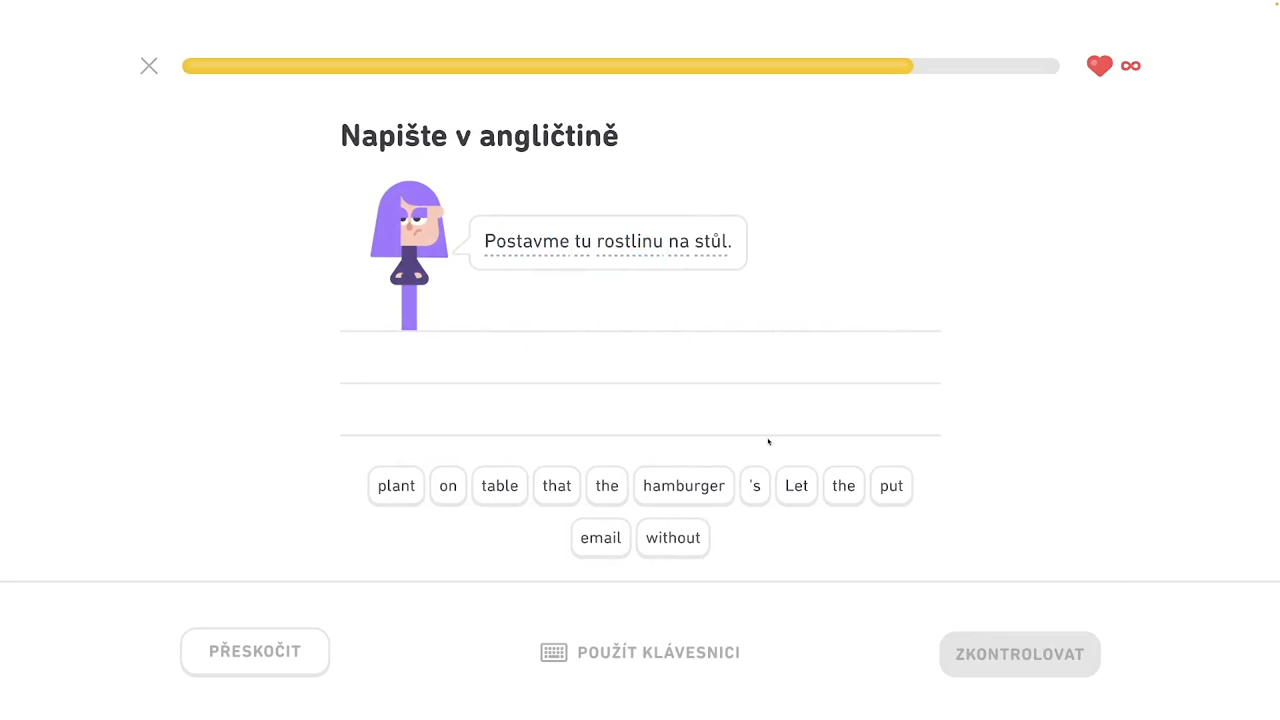 ∞
Napište v angličtině
Postavme tu rostlinu na stůl.
plant on table that the hamburger 's Let the put
email without
PŘESKOČIT POUŽÍT KLÁVESNICI ZKONTROLOVAT